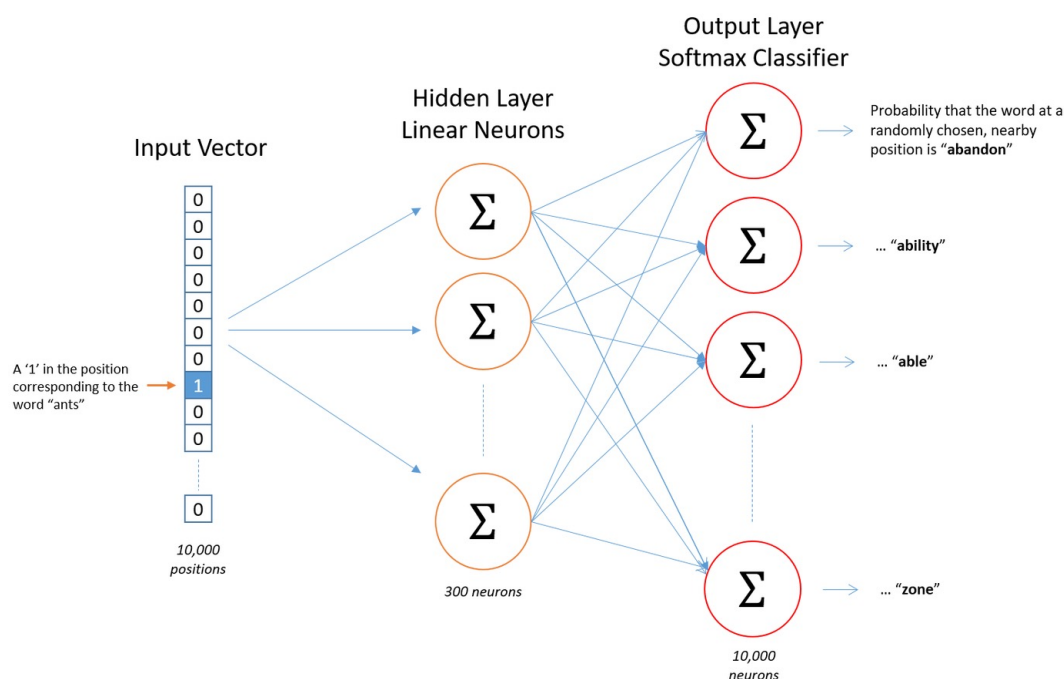 Output Layer
Softmax Classifier
Hidden Layer
Linear Neurons
Input Vector
Probability that the word at a
randomly chosen, nearby
position is “abandon”
0
0
0
0
0
0
0
1
0
0
0
A ‘1’ in the position
corresponding to the
word “ants”
10,000
positions
Σ
Σ
Σ
300 neurons
Σ
Σ
Σ
Σ
10,000
neurons
... “ability”
... “able”
... “zone”